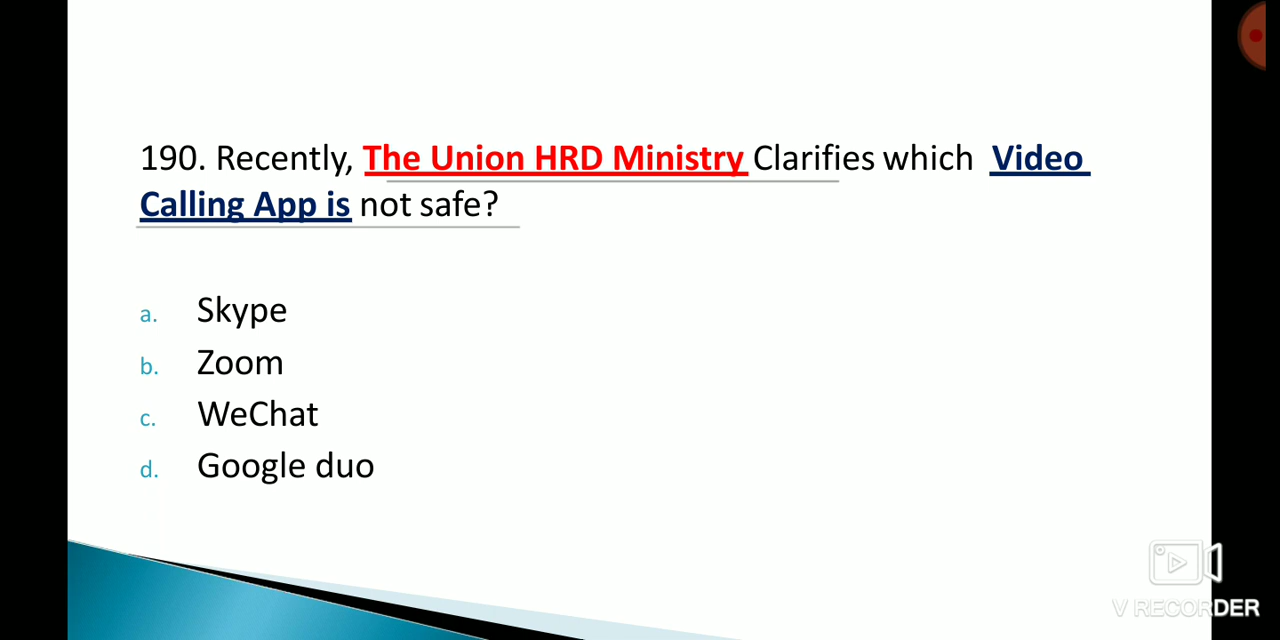 190. Recently, The Union HRD Ministry Clarifies which Video
Calling App is not safe?
a. Skype
b. Zoom
c. WeChat
d. Google duo
V RECORDER